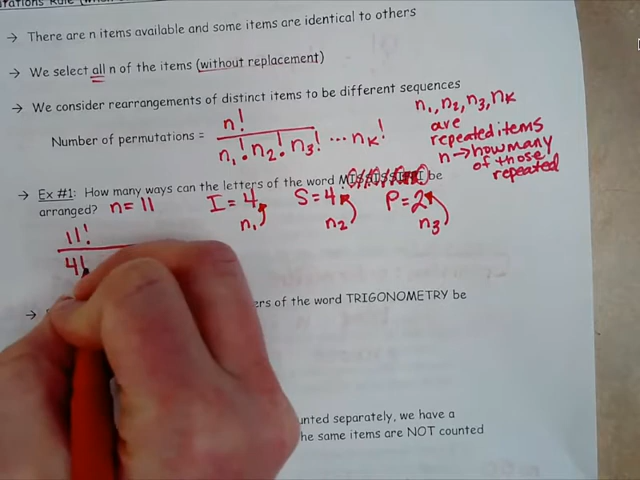 → There are n items available and some items are identical to others
→ We select all n of the items (without replacement)
→ We consider rearrangements of distinct items to be different sequences
Number of permutations = n! / n₁! · n₂! n₃! ... nₖ!
n₁, n₂, n₃, nₖ
are
repeated items
n → how many
of those
repeated
→ Ex #1: How many ways can the letters of the word MISSISSIPPI be
arranged? n = 11 I = 4 S = 4 P = 2
n₁ n₂ n₃
11!
4!
ers of the word TRIGONOMETRY be
unted separately, we have a
he same items are NOT counted